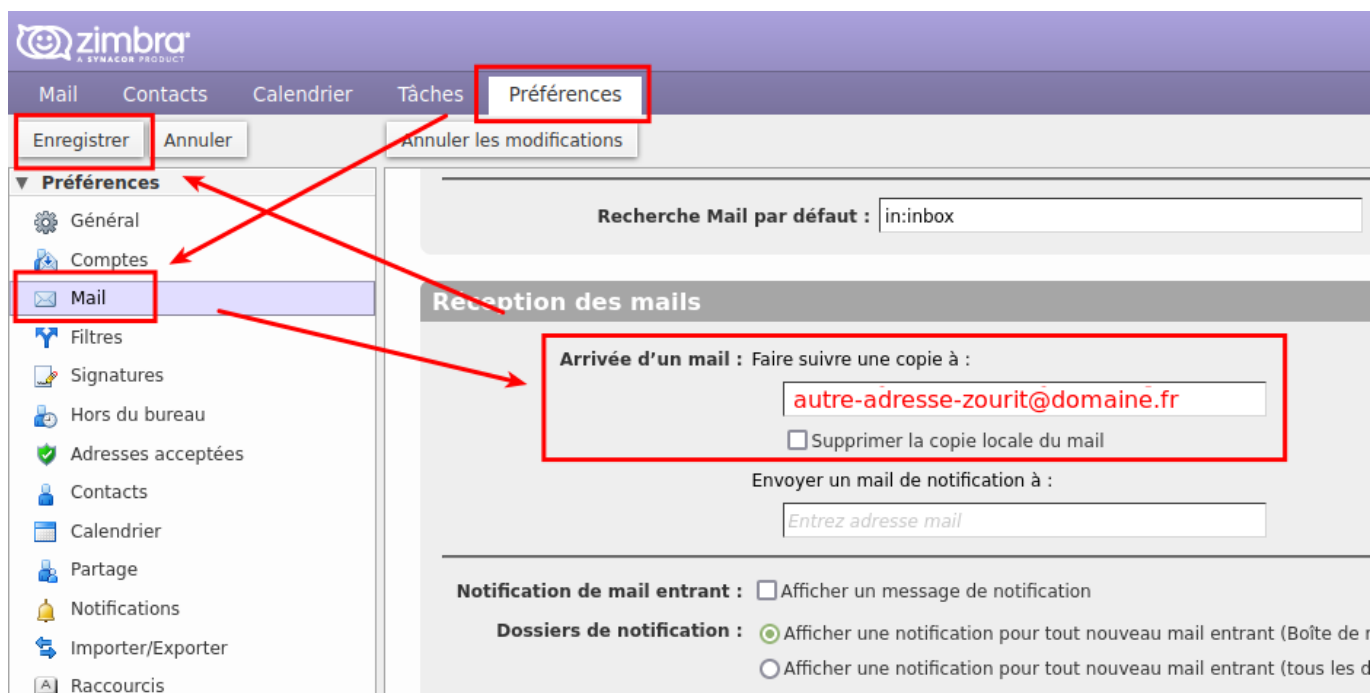 zimbra
A SYNACOR PRODUCT
Mail Contacts Calendrier Tâches Préférences
Enregistrer Annuler Annuler les modifications
Préférences
Général
Comptes
Mail
Filtres
Signatures
Hors du bureau
Adresses acceptées
Contacts
Calendrier
Partage
Notifications
Importer/Exporter
Raccourcis
Recherche Mail par défaut : in:inbox
Réception des mails
Arrivée d’un mail : Faire suivre une copie à :
autre-adresse-zourit@domaine.fr
Supprimer la copie locale du mail
Envoyer un mail de notification à :
Entrez adresse mail
Notification de mail entrant : Afficher un message de notification
Dossiers de notification : Afficher une notification pour tout nouveau mail entrant (Boîte de
Afficher une notification pour tout nouveau mail entrant (tous les